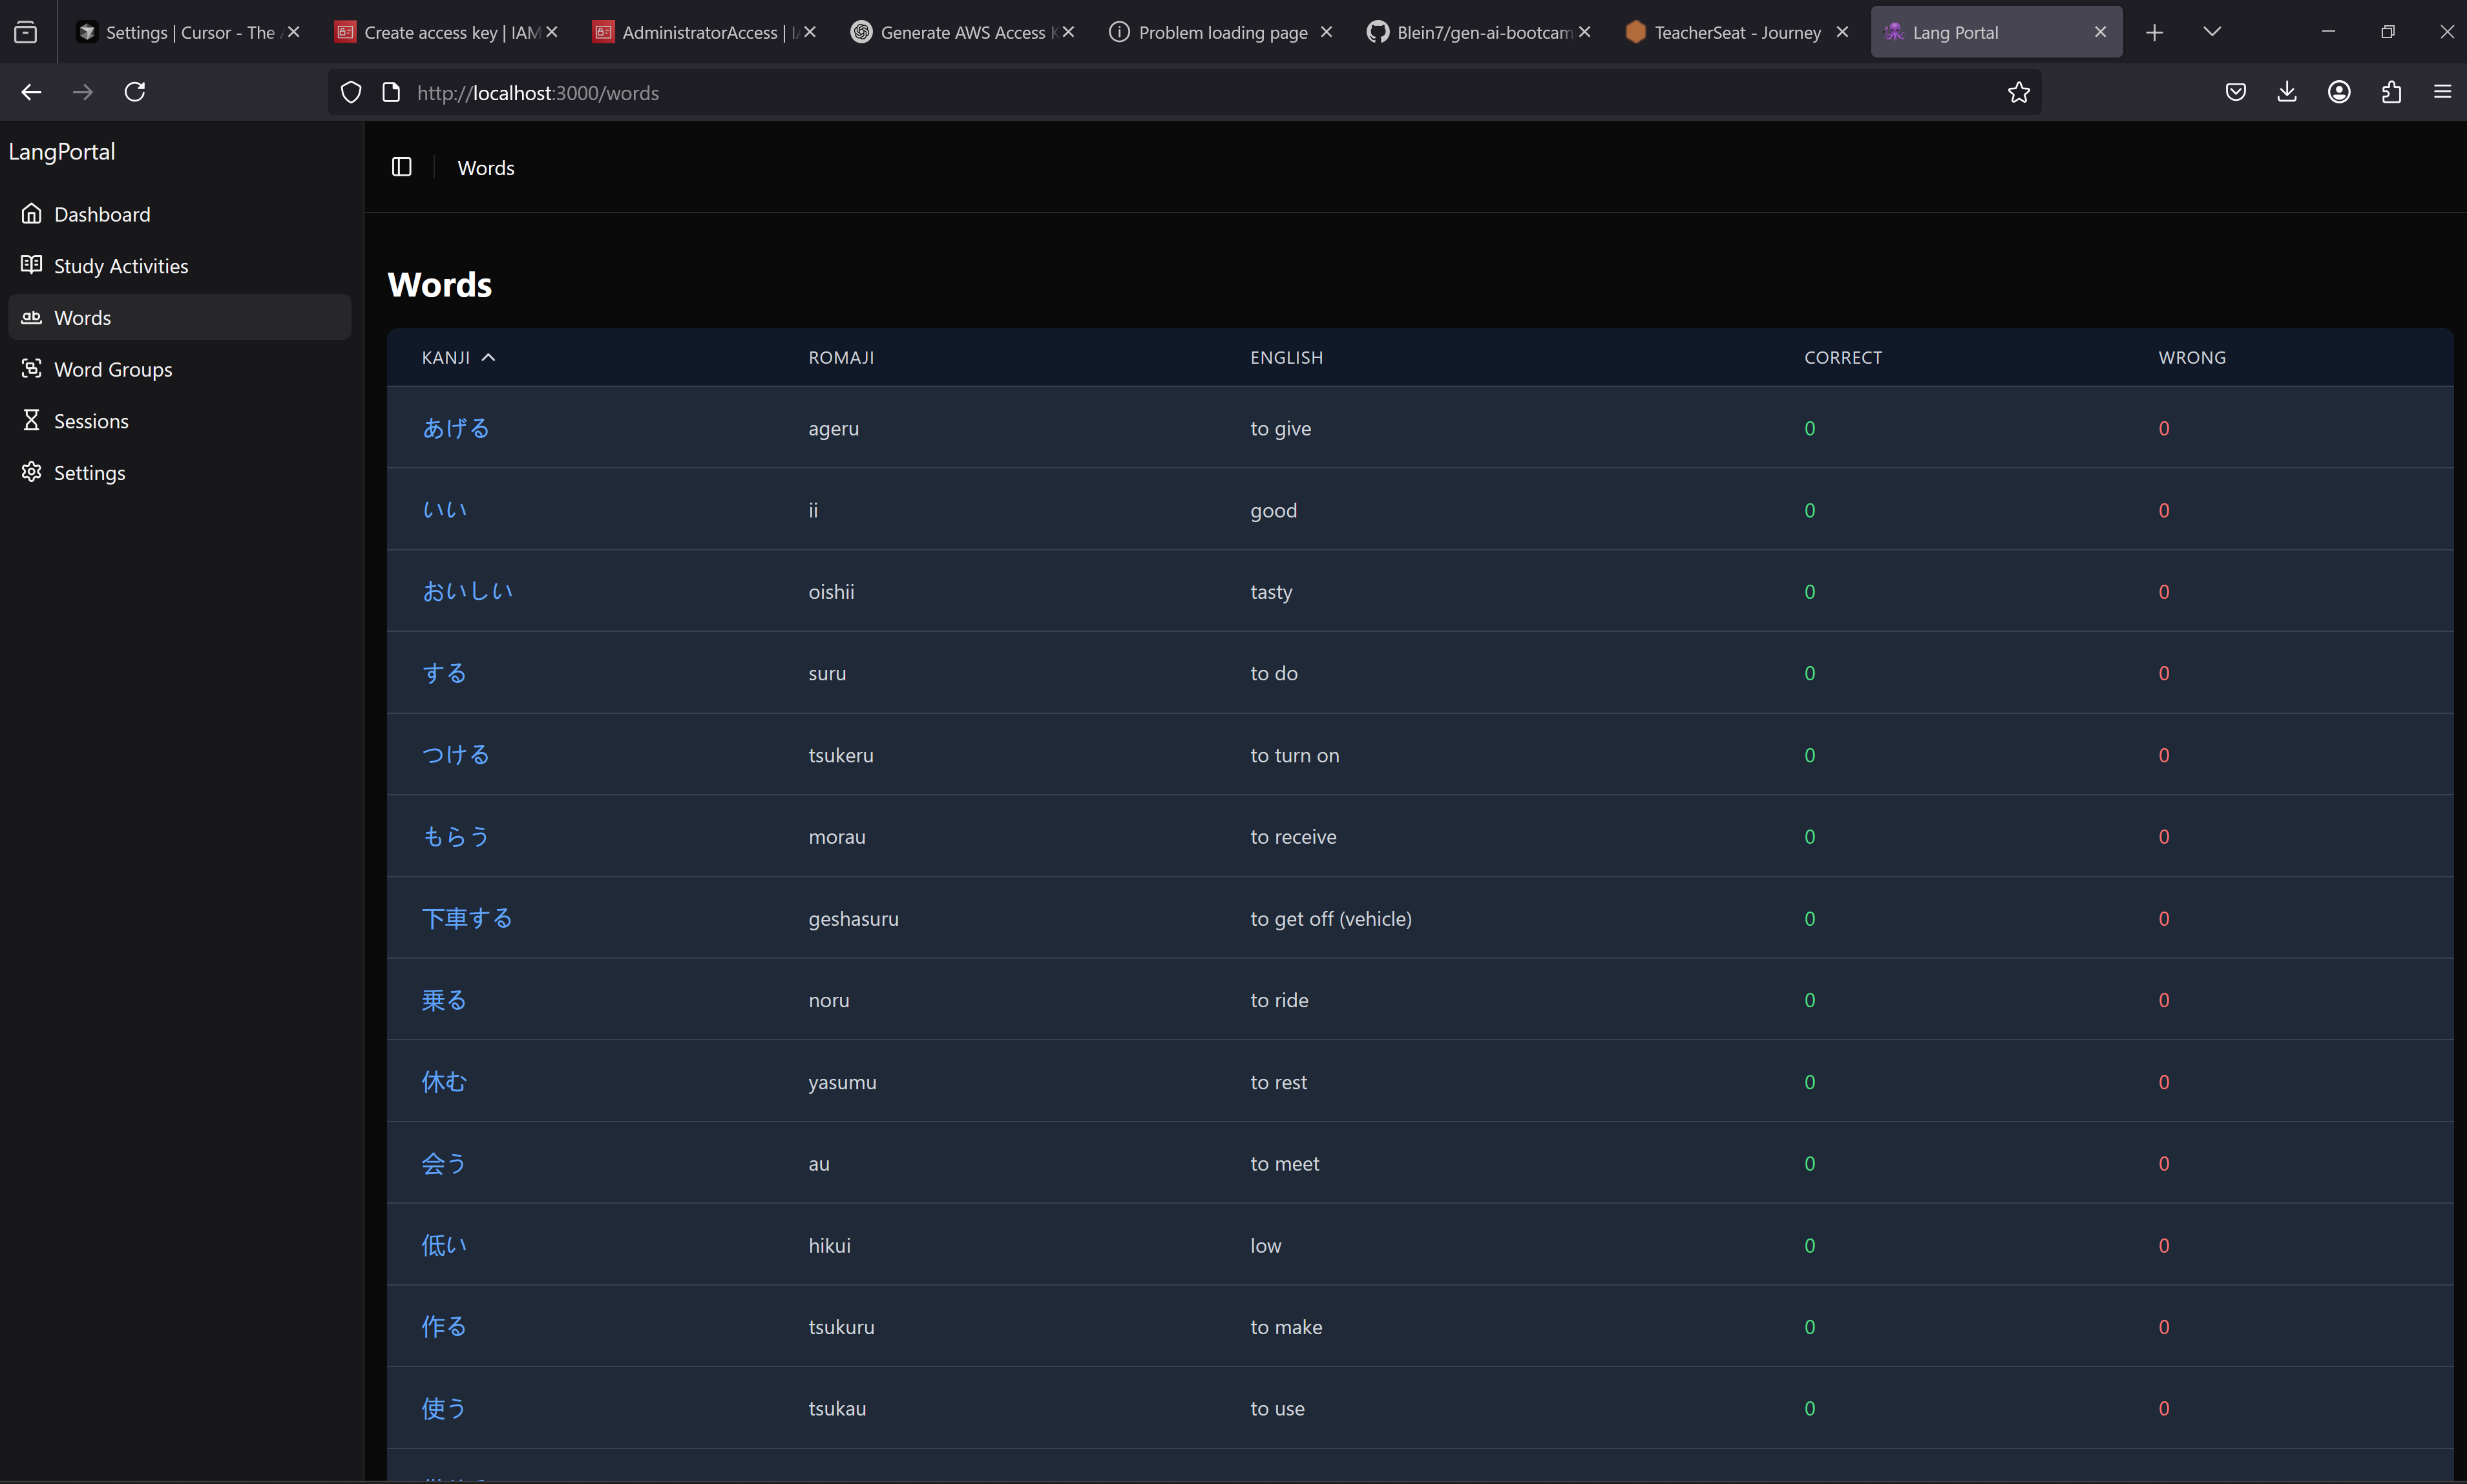 Settings | Cursor - The
Create access key | IAM
AdministratorAccess |
Generate AWS Access
Problem loading page
Blein7/gen-ai-bootcam
TeacherSeat - Journey
Lang Portal
http://localhost:3000/words
LangPortal
Words
Dashboard
Study Activities
Words
Word Groups
Sessions
Settings
Words
KANJI ROMAJI ENGLISH CORRECT WRONG
あげる ageru to give 0 0
いい ii good 0 0
おいしい oishii tasty 0 0
する suru to do 0 0
つける tsukeru to turn on 0 0
もらう morau to receive 0 0
下車する geshasuru to get off (vehicle) 0 0
乗る noru to ride 0 0
休む yasumu to rest 0 0
会う au to meet 0 0
低い hikui low 0 0
作る tsukuru to make 0 0
使う tsukau to use 0 0